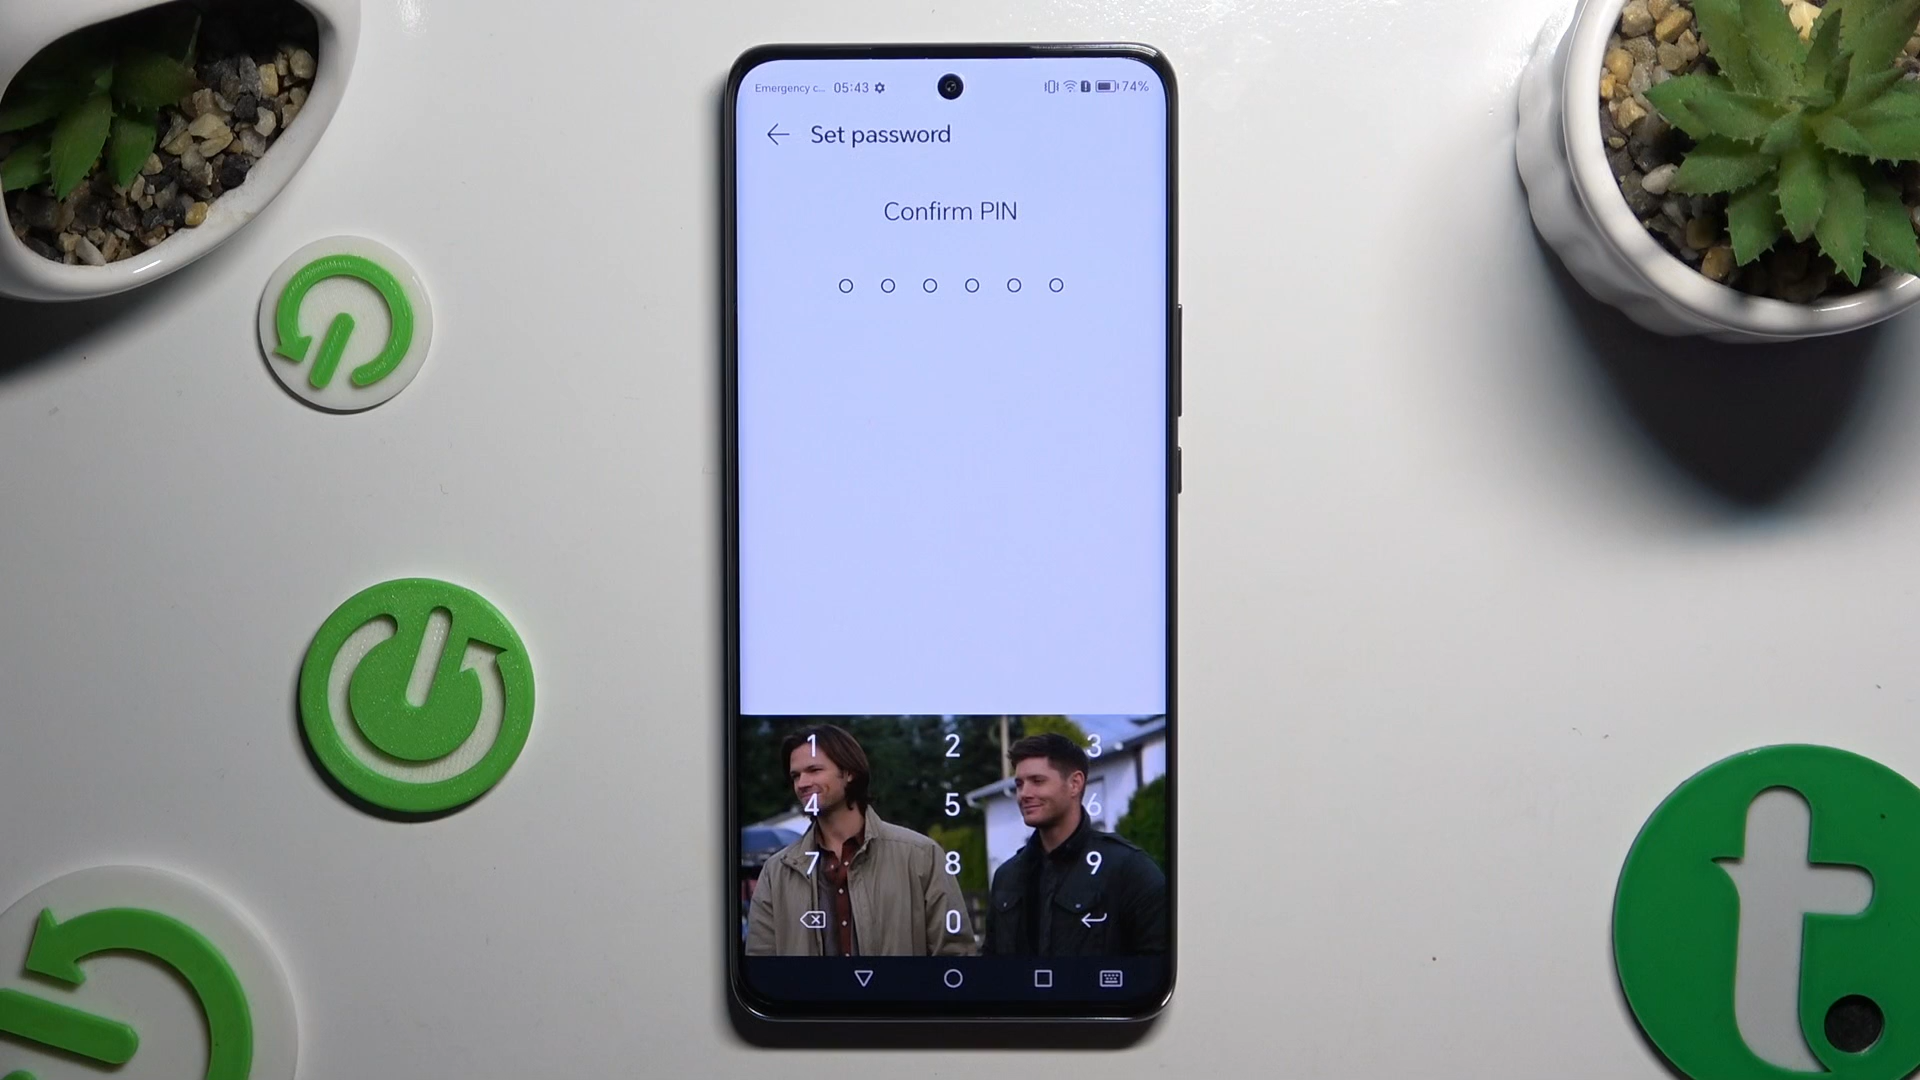 Emergency c... 05:43 74%
Set password
Confirm PIN
1 2 3
4 5 6
7 8 9
0
t